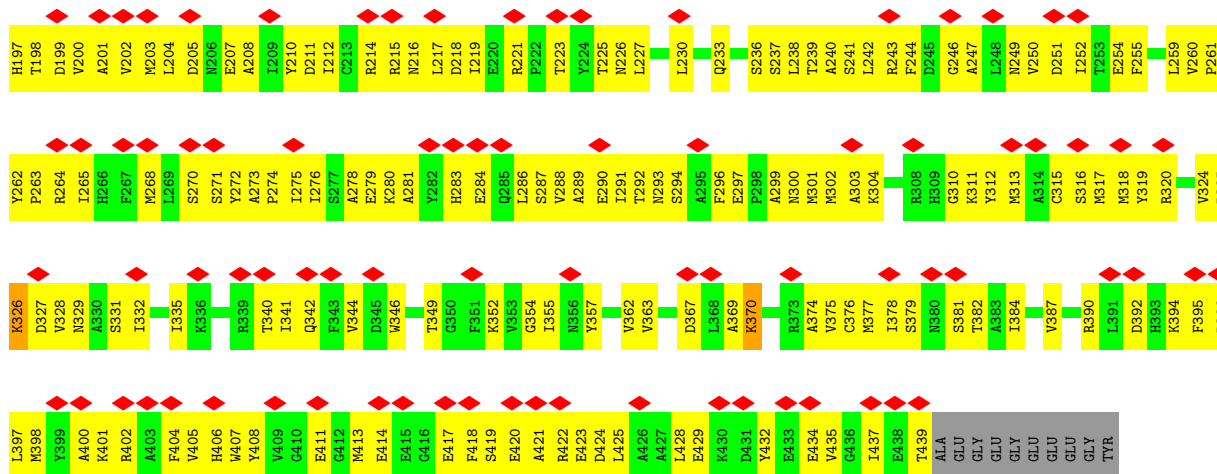 H197 T198 D199 V200 A201 V202 M203 L204 D205 N206 E207 A208 I209 Y210 D211 I212 C213 R214 R215 N216 L217 D218 I219 E220 R221 P222 T223 Y224 T225 N226 L227 L230 Q233 S236 S237 L238 T239 A240 S241 L242 R243 F244 D245 G246 A247 L248 N249 V250 D251 I252 T253 E254 F255 L259 V260 P261
Y262 P263 R264 I265 H266 F267 M268 L269 S270 S271 Y272 A273 P274 I275 I276 S277 A278 E279 K280 A281 Y282 H283 E284 Q285 L286 S287 V288 A289 E290 I291 T292 N293 S294 A295 F296 E297 P298 A299 N300 M301 M302 A303 K304 R308 H309 G310 K311 Y312 M313 A314 C315 S316 M317 M318 Y319 R320 V324
K326 D327 V328 N329 A330 S331 I332 I335 K336 R339 T340 I341 Q342 F343 V344 D345 W346 T349 G350 F351 K352 V353 G354 I355 N356 Y357 V362 V363 D367 L368 A369 K370 R373 A374 V375 C376 M377 I378 S379 N380 S381 T382 A383 I384 V387 R390 L391 D392 H393 K394 F395
L397 M398 Y399 A400 K401 R402 A403 F404 V405 H406 W407 Y408 V409 G410 E411 G412 M413 E414 E415 G416 E417 F418 S419 E420 A421 R422 E423 D424 L425 A426 A427 L428 E429 K430 D431 Y432 E433 E434 V435 G436 I437 E438 T439 ALA GLU GLY GLU GLU GLY GLU GLU GLY TYR